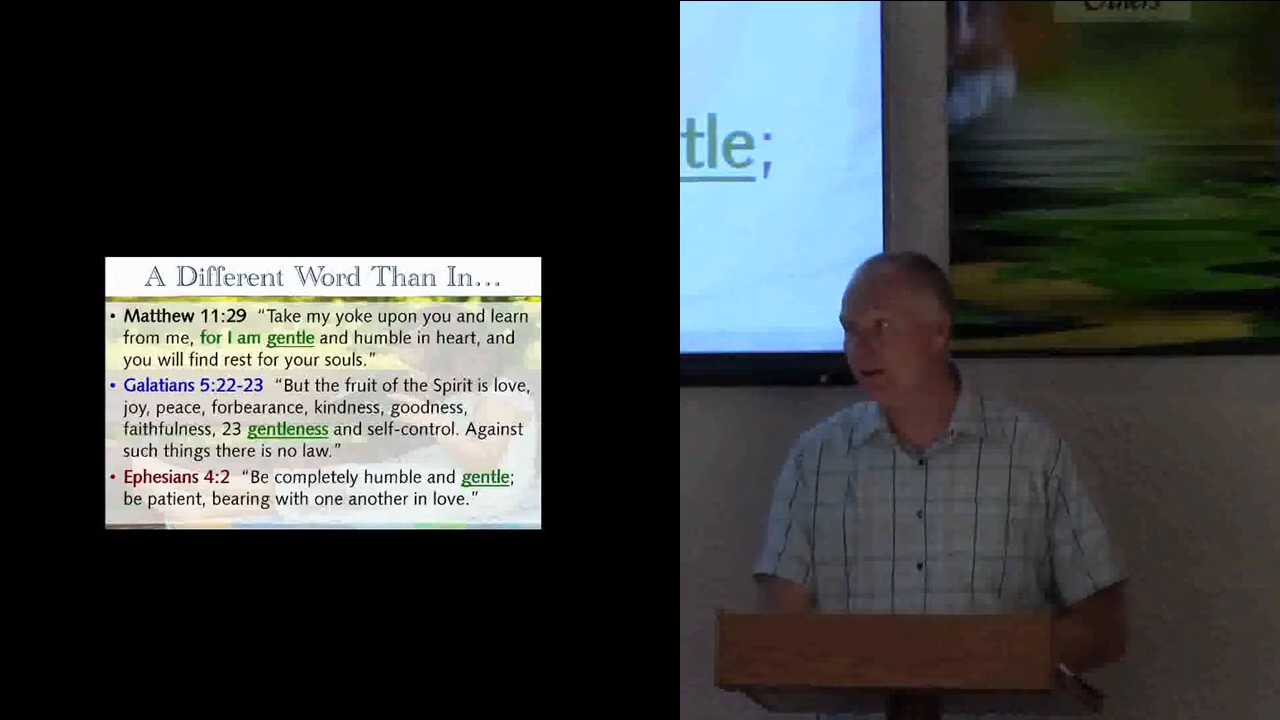 A Different Word Than In...
• Matthew 11:29 “Take my yoke upon you and learn
from me, for I am gentle and humble in heart, and
you will find rest for your souls.”
• Galatians 5:22-23 “But the fruit of the Spirit is love,
joy, peace, forbearance, kindness, goodness,
faithfulness, 23 gentleness and self-control. Against
such things there is no law.”
• Ephesians 4:2 “Be completely humble and gentle;
be patient, bearing with one another in love.”
tle;
Others